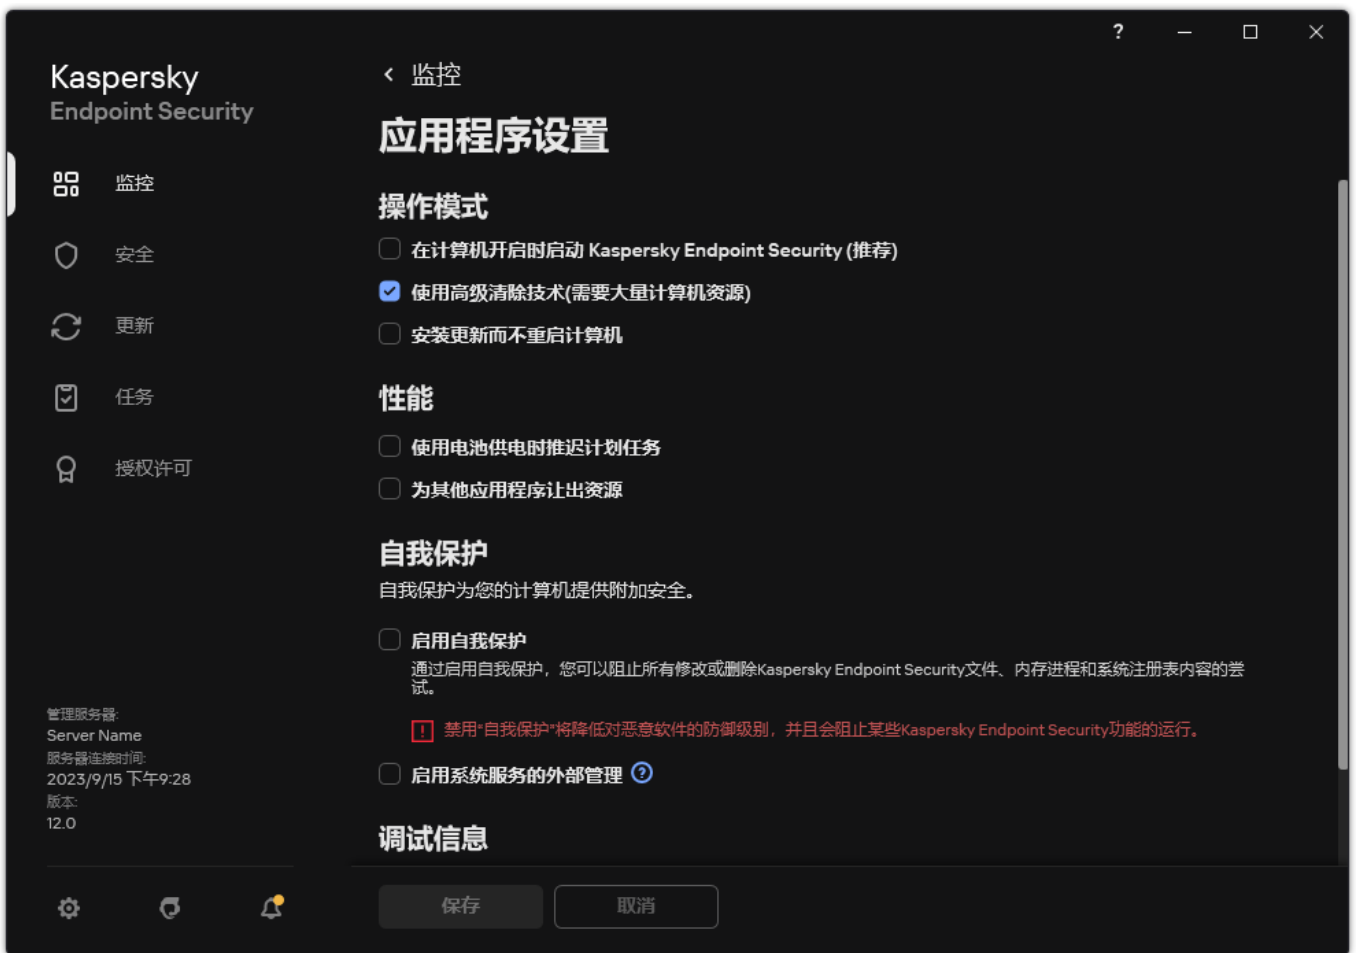 ?
Kaspersky
Endpoint Security
监控
安全
更新
任务
授权许可
管理服务器:
Server Name
服务器连接时间:
2023/9/15 下午9:28
版本:
12.0
监控
应用程序设置
操作模式
在计算机开启时启动 Kaspersky Endpoint Security (推荐)
使用高级清除技术(需要大量计算机资源)
安装更新而不重启计算机
性能
使用电池供电时推迟计划任务
为其他应用程序让出资源
自我保护
自我保护为您的计算机提供附加安全。
启用自我保护
通过启用自我保护，您可以阻止所有修改或删除Kaspersky Endpoint Security文件、内存进程和系统注册表内容的尝
试。
禁用“自我保护”将降低对恶意软件的防御级别，并且会阻止某些Kaspersky Endpoint Security功能的运行。
启用系统服务的外部管理
调试信息
保存
取消